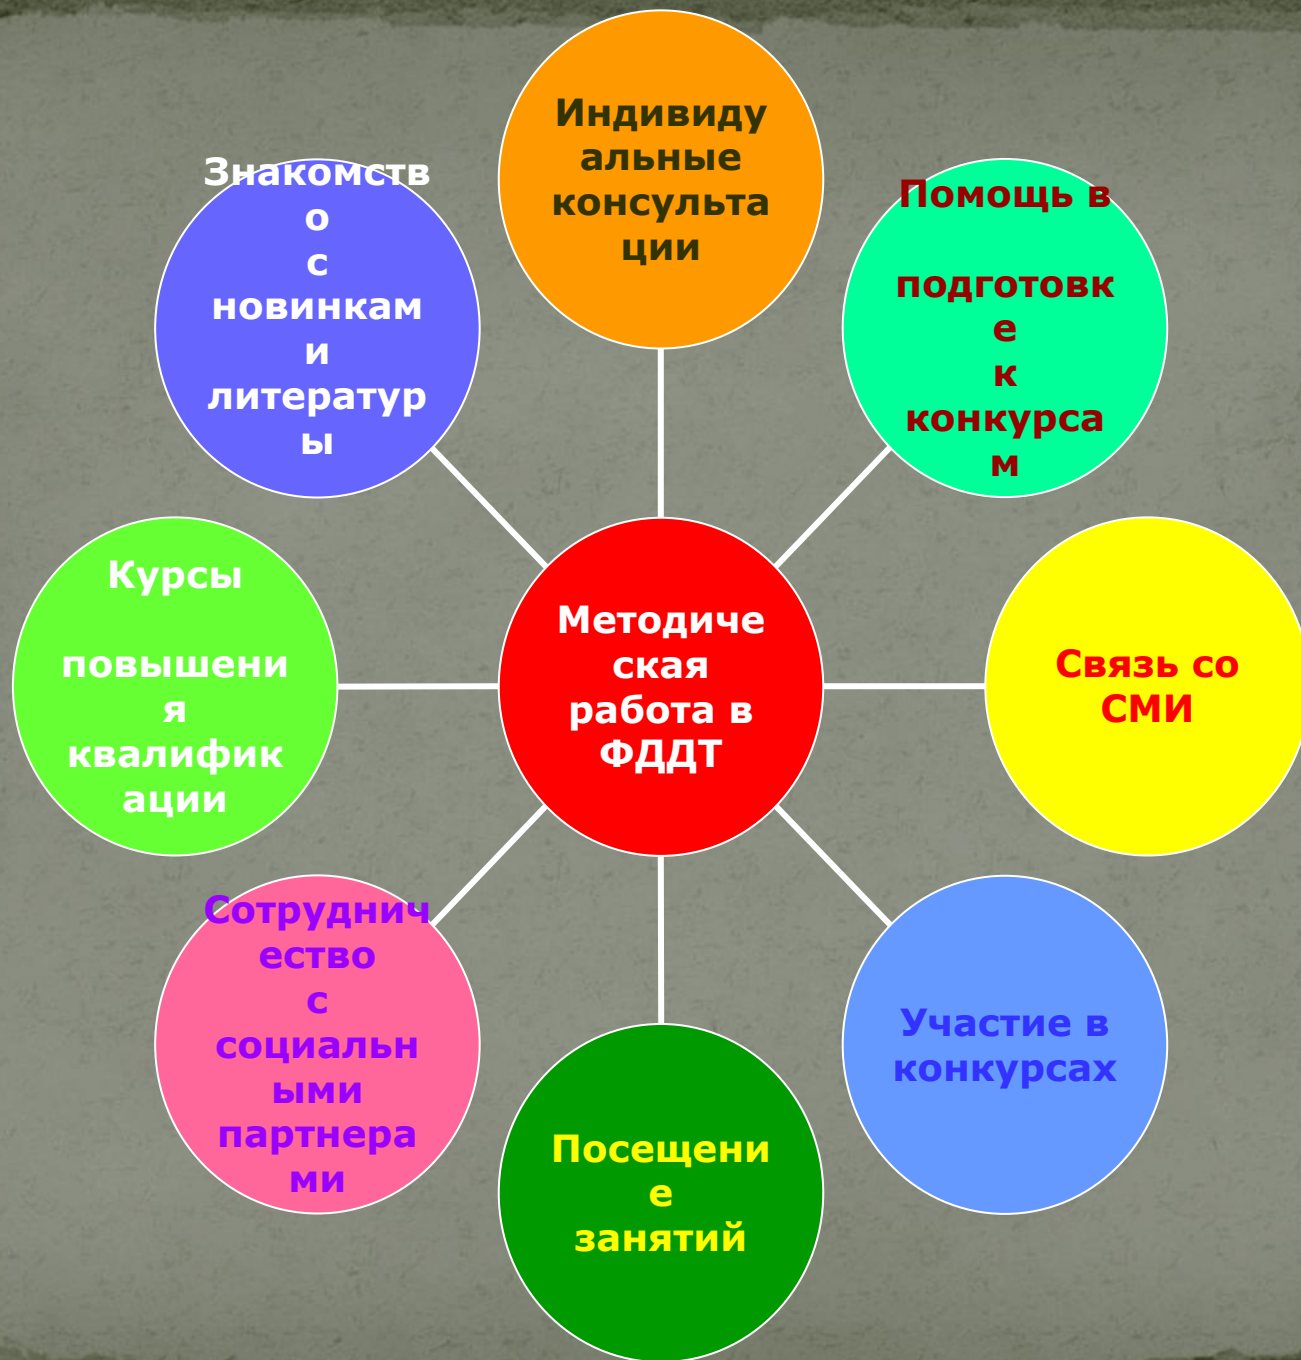 Индивиду
альные
консульта
ции
Помощь в
подготовк
е
к
конкурса
м
Связь со
СМИ
Участие в
конкурсах
Посещени
е
занятий
Сотруднич
ество
с
социальн
ыми
партнера
ми
Курсы
повышени
я
квалифик
ации
Знакомств
о
с
новинкам
и
литератур
ы
Методиче
ская
работа в
ФДДТ